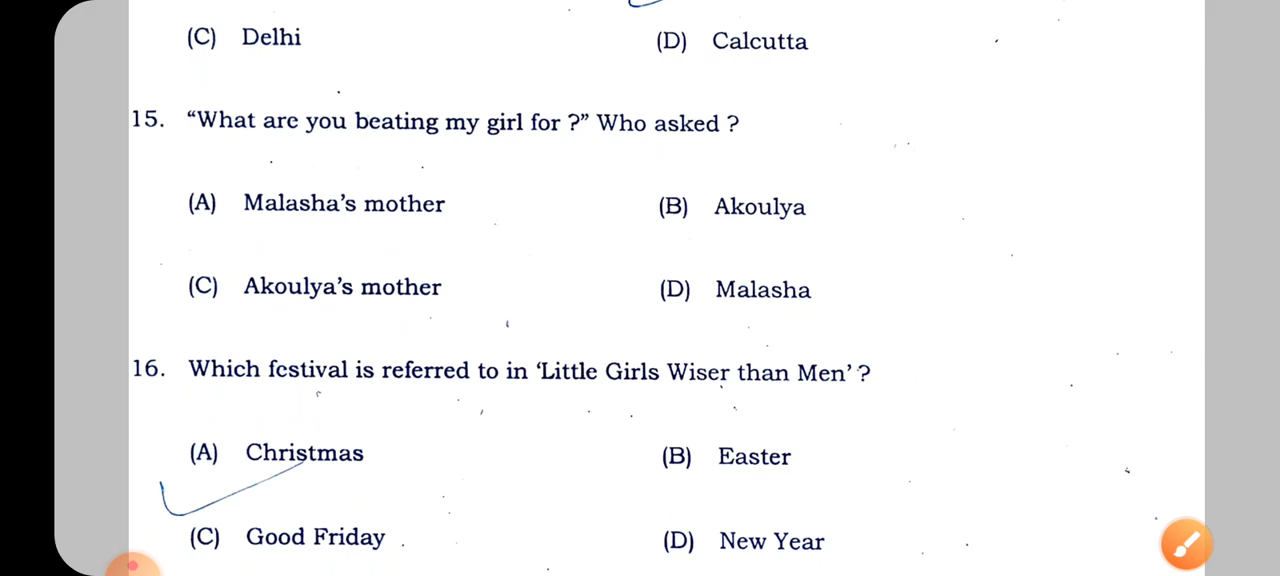 (C) Delhi (D) Calcutta
15. “What are you beating my girl for ?” Who asked ?
(A) Malasha’s mother (B) Akoulya
(C) Akoulya’s mother (D) Malasha
16. Which festival is referred to in ‘Little Girls Wiser than Men’ ?
(A) Christmas (B) Easter
(C) Good Friday (D) New Year